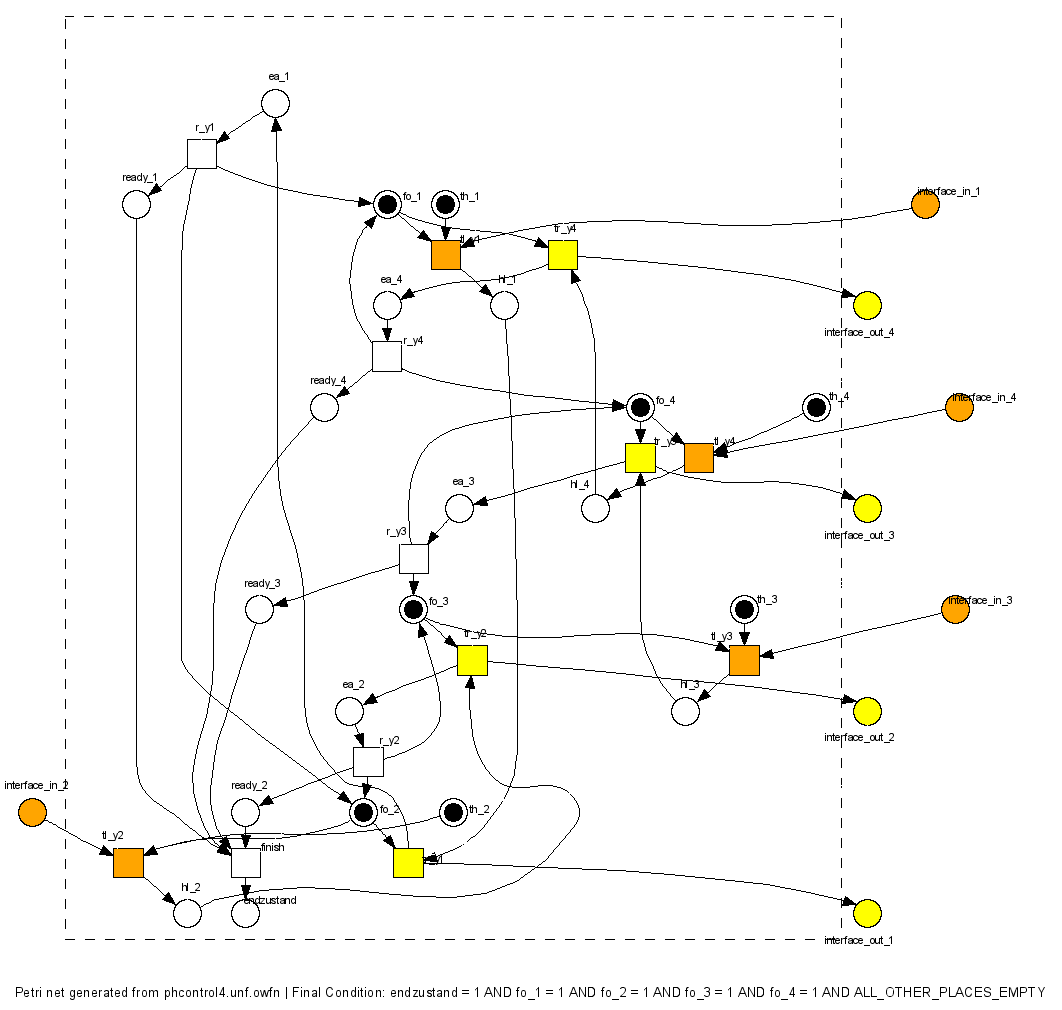 ea_1
r_y1
ready_1
fo_1
th_1
interface_in_1
tr_y4
ea_4
hl_1
interface_out_4
r_y4
ready_4
fo_4
th_4
interface_in_4
tl_y4
ea_3
hl_4
interface_out_3
r_y3
ready_3
fo_3
th_3
interface_in_3
tr_y2
tl_y3
ea_2
hl_3
interface_out_2
r_y2
interface_in_2
ready_2
fo_2
th_2
tl_y2
finish
hl_2
endzustand
interface_out_1
Petri net generated from phcontrol4.unf.owfn | Final Condition: endzustand = 1 AND fo_1 = 1 AND fo_2 = 1 AND fo_3 = 1 AND fo_4 = 1 AND ALL_OTHER_PLACES_EMPTY